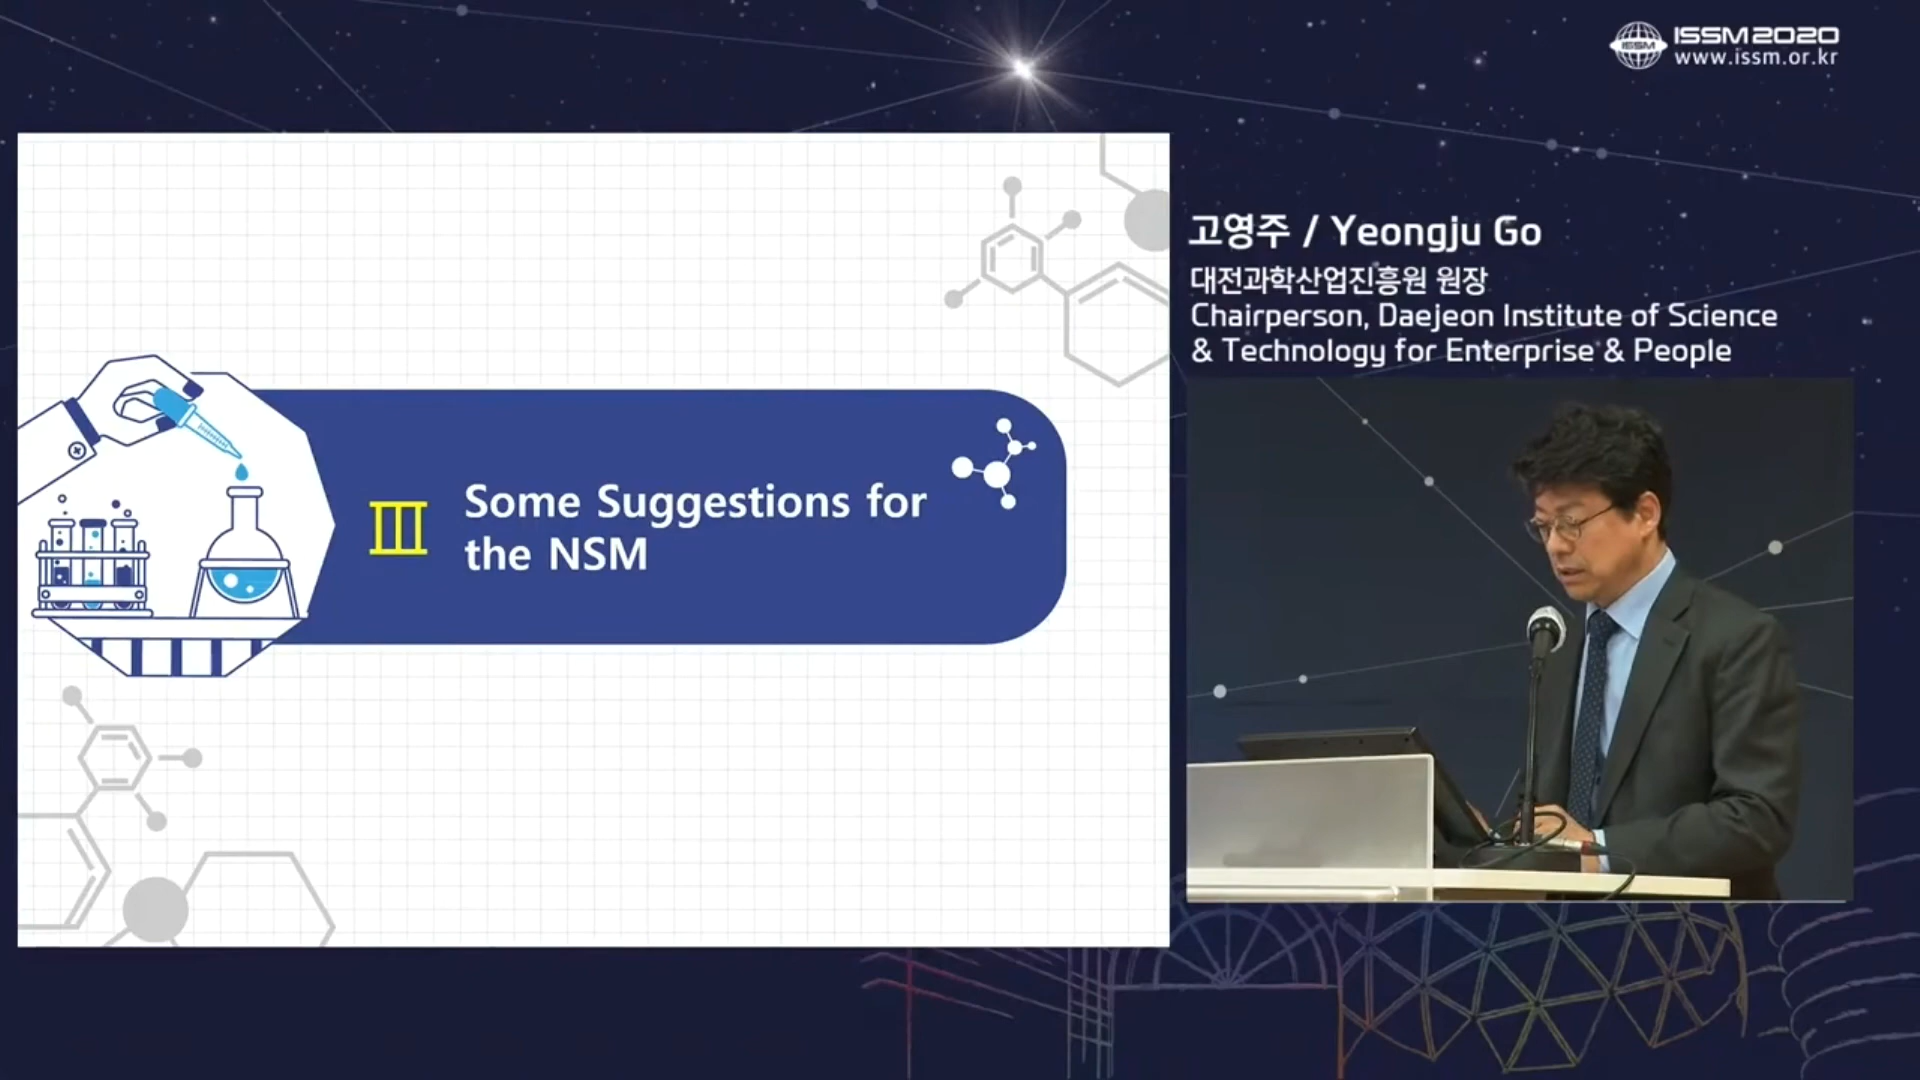 ISSM
ISSM2020
www.issm.or.kr
고영주 / Yeongju Go
대전과학산업진흥원 원장
Chairperson, Daejeon Institute of Science
& Technology for Enterprise & People
III
Some Suggestions for
the NSM